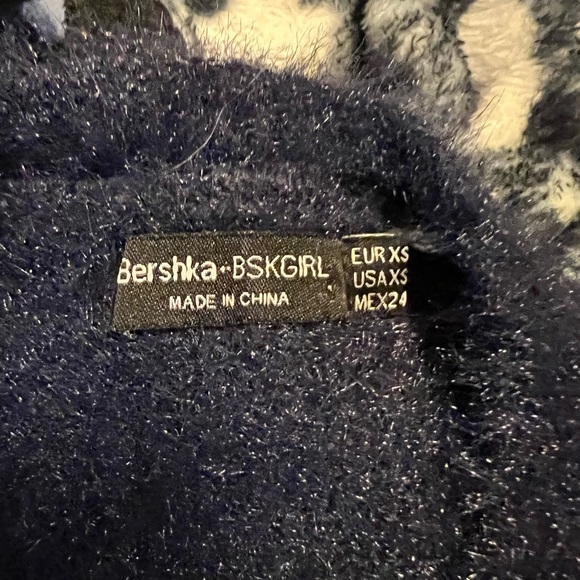 Bershka·BSKGIRL
MADE IN CHINA
EUR XS
USA XS
MEX 24